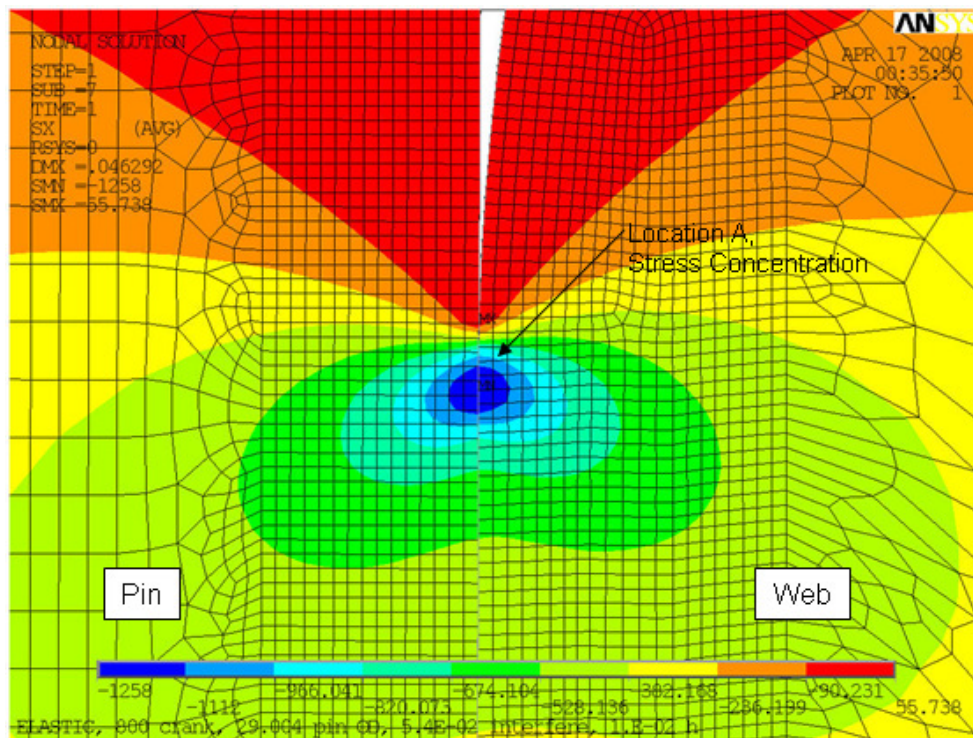 ANSYS
NODAL SOLUTION
APR 17 2008
00:35:50
PLOT NO. 1
STEP=1
SUB =7
TIME=1
SX (AVG)
RSYS=0
DMX =.046292
SMN =-1258
SMX =55.738
Location A,
Stress Concentration
MX
MN
Pin
Web
-1258 -966.041 -674.104 -382.168 -90.231
-1112 -820.073 -528.136 -236.199 55.738
ELASTIC, 800 crank, 29.004 pin OD, 5.4E-02 interfere, 1.E-02 h